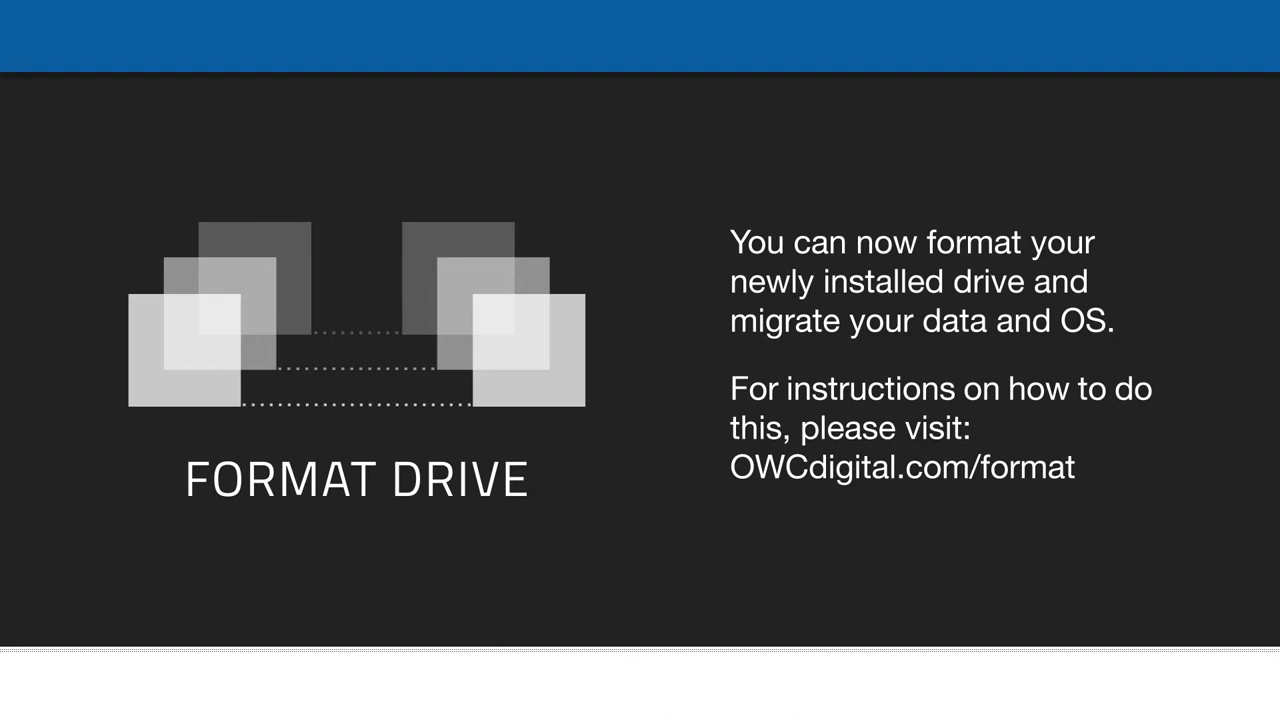 You can now format your
newly installed drive and
migrate your data and OS.
For instructions on how to do
this, please visit:
OWCdigital.com/format
FORMAT DRIVE